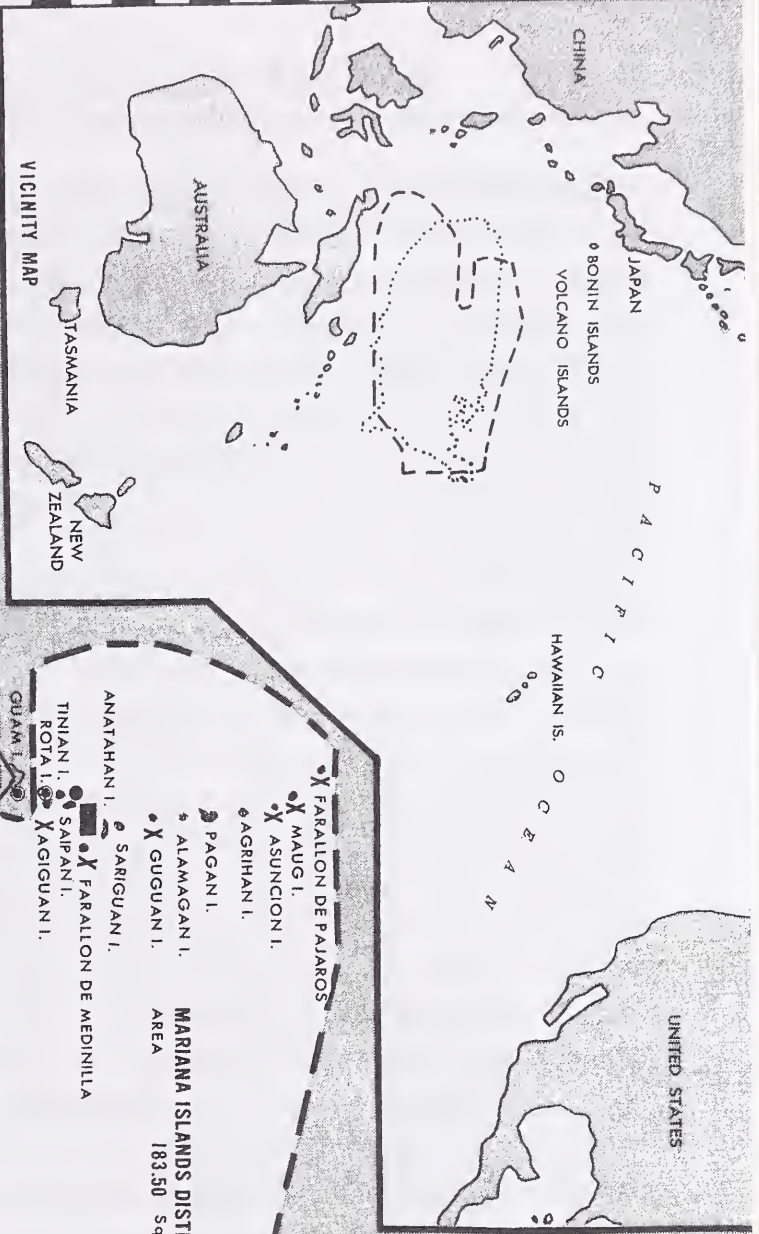 CHINA
JAPAN
BONIN ISLANDS
VOLCANO ISLANDS
PACIFIC
OCEAN
HAWAIIAN IS.
UNITED STATES
AUSTRALIA
VICINITY MAP
TASMANIA
NEW
ZEALAND
X FARALLON DE PAJAROS
X MAUG I.
X ASUNCION I.
AGRIHAN I.
PAGAN I.
ALAMAGAN I.
X GUGUAN I.
SARIGUAN I.
ANATAHAN I.
X FARALLON DE MEDINILLA
SAIPAN I.
TINIAN I.
ROTA I.
XAGIGUAN I.
GUAM I.
MARIANA ISLANDS DIST
AREA 183.50 Sq